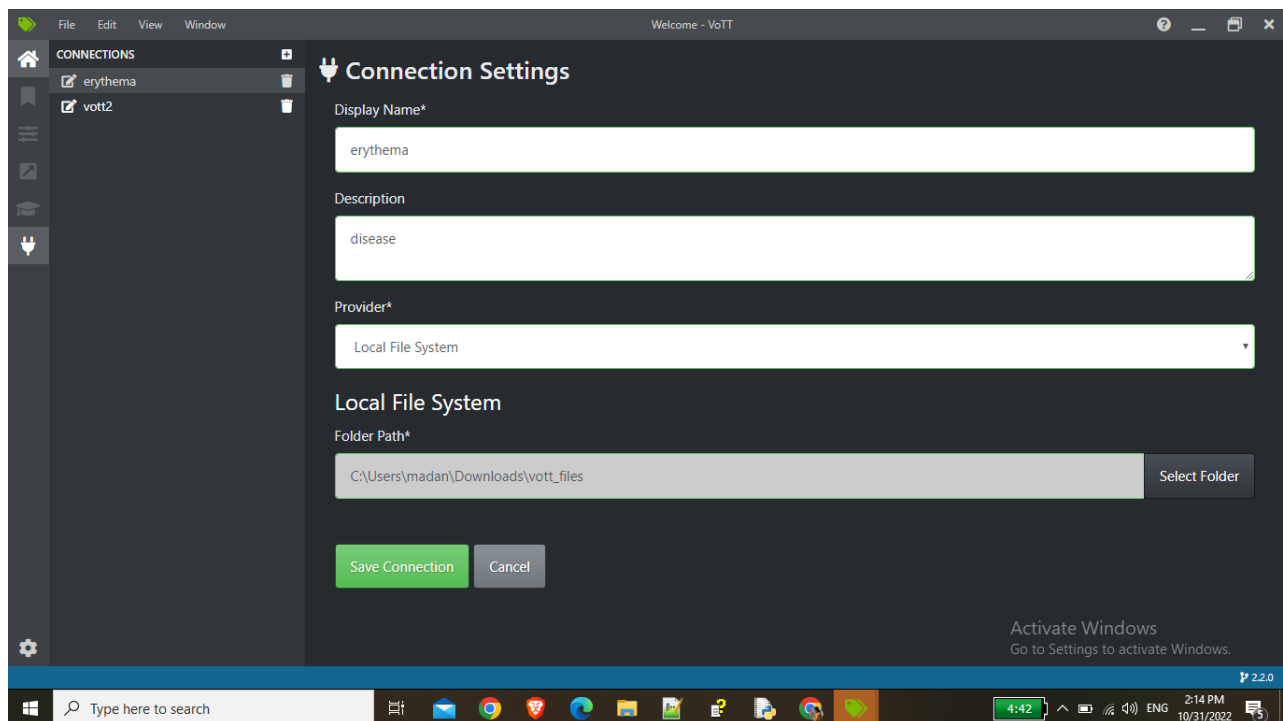 File Edit View Window Welcome - VoTT
CONNECTIONS
erythema
vott2
Connection Settings
Display Name*
erythema
Description
disease
Provider*
Local File System
Local File System
Folder Path*
C:\Users\madan\Downloads\vott_files Select Folder
Save Connection Cancel
Activate Windows
Go to Settings to activate Windows.
2.2.0
Type here to search
4:42 ENG 2:14 PM
10/31/2022 5